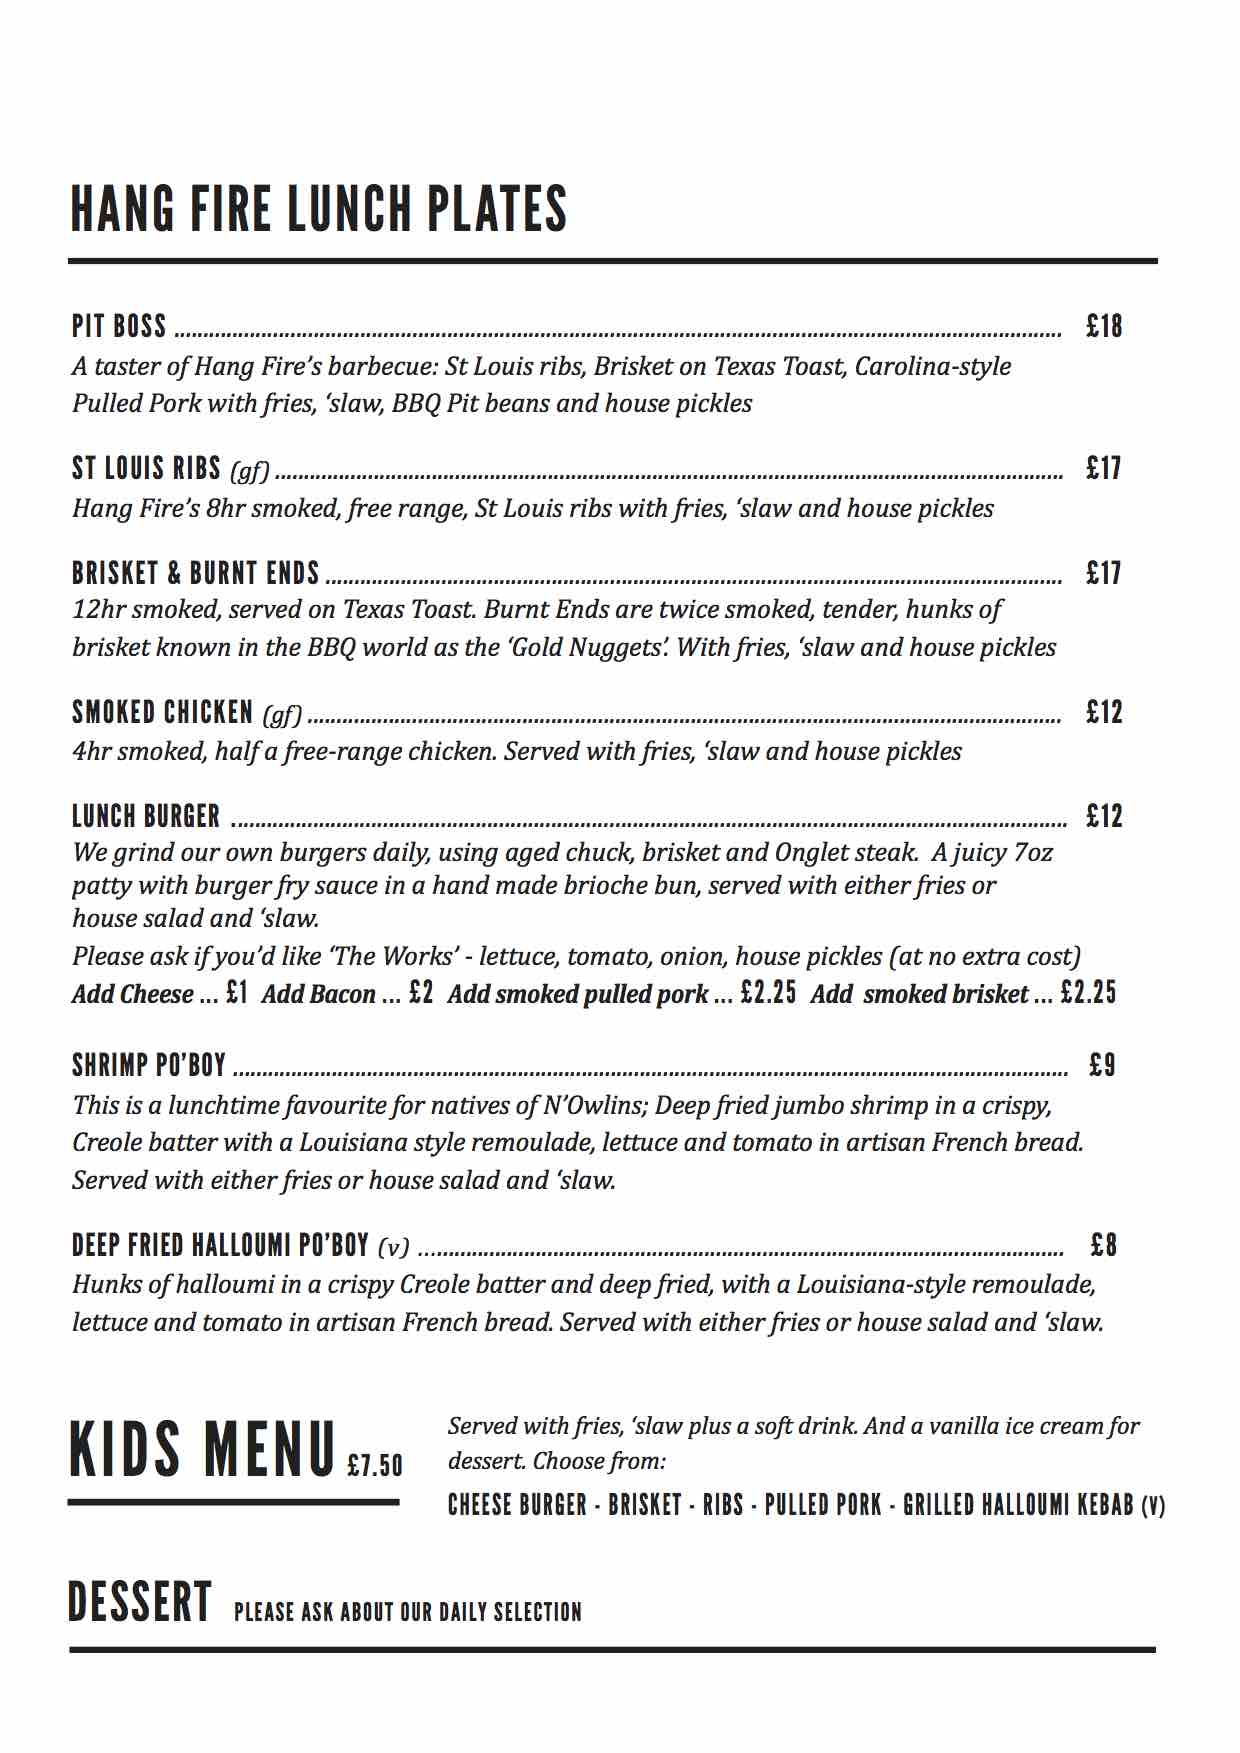 HANG FIRE LUNCH PLATES
PIT BOSS ........................................ £18
A taster of Hang Fire’s barbecue: St Louis ribs, Brisket on Texas Toast, Carolina-style
Pulled Pork with fries, ‘slaw, BBQ Pit beans and house pickles
ST LOUIS RIBS (gf) ........................................ £17
Hang Fire’s 8hr smoked, free range, St Louis ribs with fries, ‘slaw and house pickles
BRISKET & BURNT ENDS ........................................ £17
12hr smoked, served on Texas Toast. Burnt Ends are twice smoked, tender, hunks of
brisket known in the BBQ world as the ‘Gold Nuggets’. With fries, ‘slaw and house pickles
SMOKED CHICKEN (gf) ........................................ £12
4hr smoked, half a free-range chicken. Served with fries, ‘slaw and house pickles
LUNCH BURGER ........................................ £12
We grind our own burgers daily, using aged chuck, brisket and Onglet steak.  A juicy 7oz
patty with burger fry sauce in a hand made brioche bun, served with either fries or
house salad and ‘slaw.
Please ask if you’d like ‘The Works’ - lettuce, tomato, onion, house pickles (at no extra cost)
Add Cheese ... £1  Add Bacon ... £2  Add smoked pulled pork ... £2.25  Add  smoked brisket ... £2.25
SHRIMP PO’BOY ........................................ £9
This is a lunchtime favourite for natives of N’Owlins; Deep fried jumbo shrimp in a crispy,
Creole batter with a Louisiana style remoulade, lettuce and tomato in artisan French bread.
Served with either fries or house salad and ‘slaw.
DEEP FRIED HALLOUMI PO’BOY (v) ........................................ £8
Hunks of halloumi in a crispy Creole batter and deep fried, with a Louisiana-style remoulade,
lettuce and tomato in artisan French bread. Served with either fries or house salad and ‘slaw.
KIDS MENU £7.50
Served with fries, ‘slaw plus a soft drink. And a vanilla ice cream for
dessert. Choose from:
CHEESE BURGER - BRISKET - RIBS - PULLED PORK - GRILLED HALLOUMI KEBAB (V)
DESSERT PLEASE ASK ABOUT OUR DAILY SELECTION